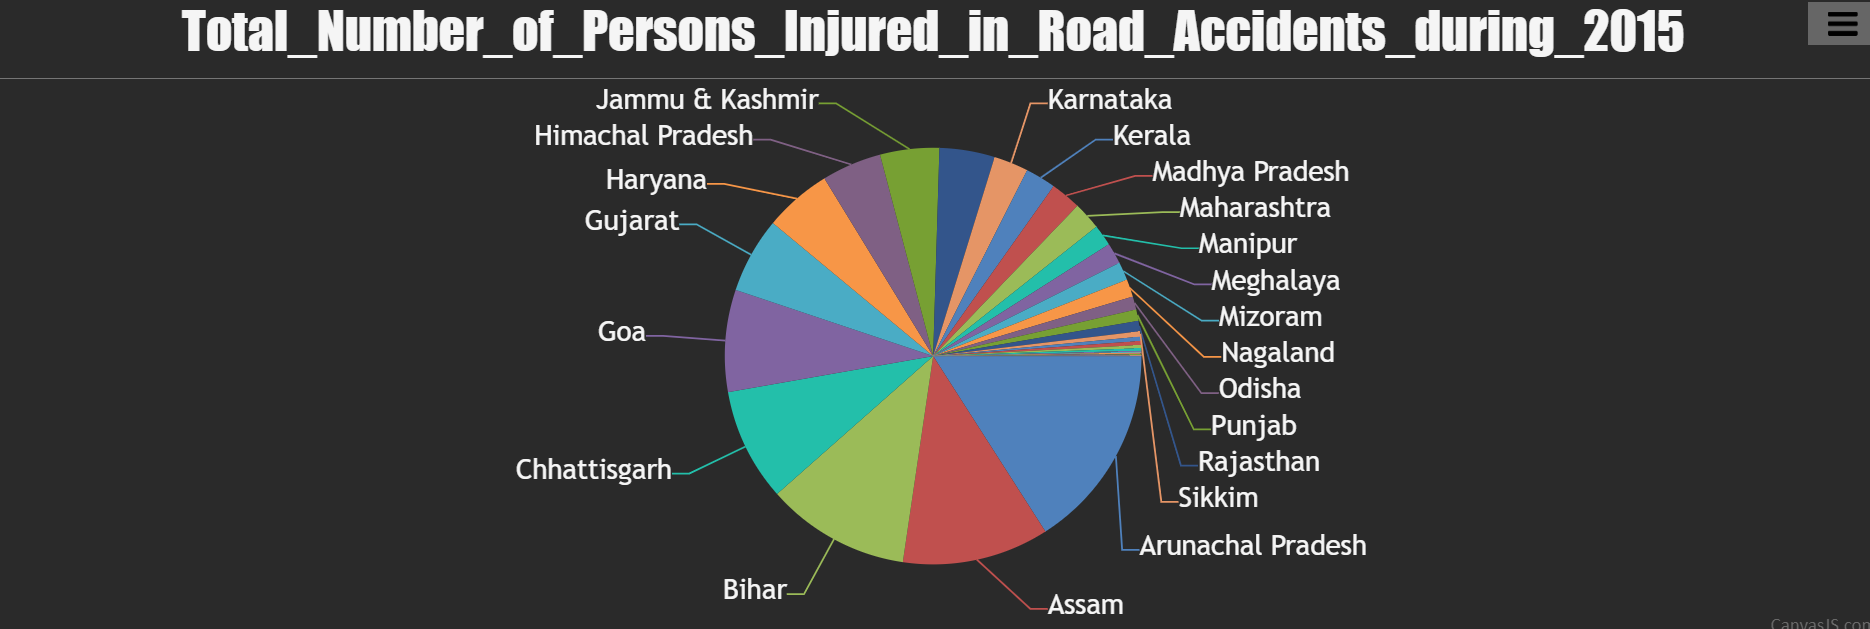 Total_Number_of_Persons_Injured_in_Road_Accidents_during_2015
Jammu & Kashmir
Karnataka
Himachal Pradesh
Kerala
Haryana
Madhya Pradesh
Gujarat
Maharashtra
Manipur
Meghalaya
Mizoram
Goa
Nagaland
Odisha
Punjab
Rajasthan
Chhattisgarh
Sikkim
Arunachal Pradesh
Bihar
Assam
CanvasJS.com